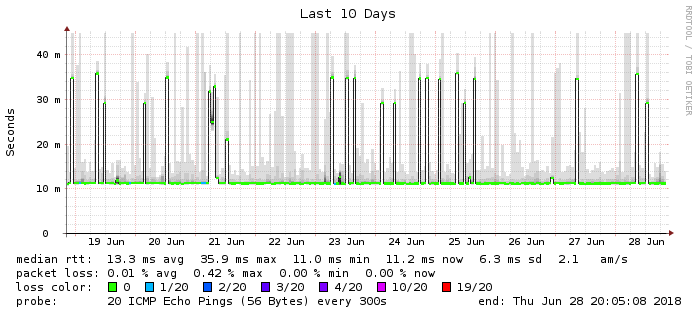 Last 10 Days
RRDTOOL / TOBI OETIKER
Seconds
40 m
30 m
20 m
10 m
0
19 Jun 20 Jun 21 Jun 22 Jun 23 Jun 24 Jun 25 Jun 26 Jun 27 Jun 28 Jun
median rtt: 13.3 ms avg 35.9 ms max 11.0 ms min 11.2 ms now 6.3 ms sd 2.1 am/s
packet loss: 0.01 % avg 0.42 % max 0.00 % min 0.00 % now
loss color: 0 1/20 2/20 3/20 4/20 10/20 19/20
probe: 20 ICMP Echo Pings (56 Bytes) every 300s end: Thu Jun 28 20:05:08 2018